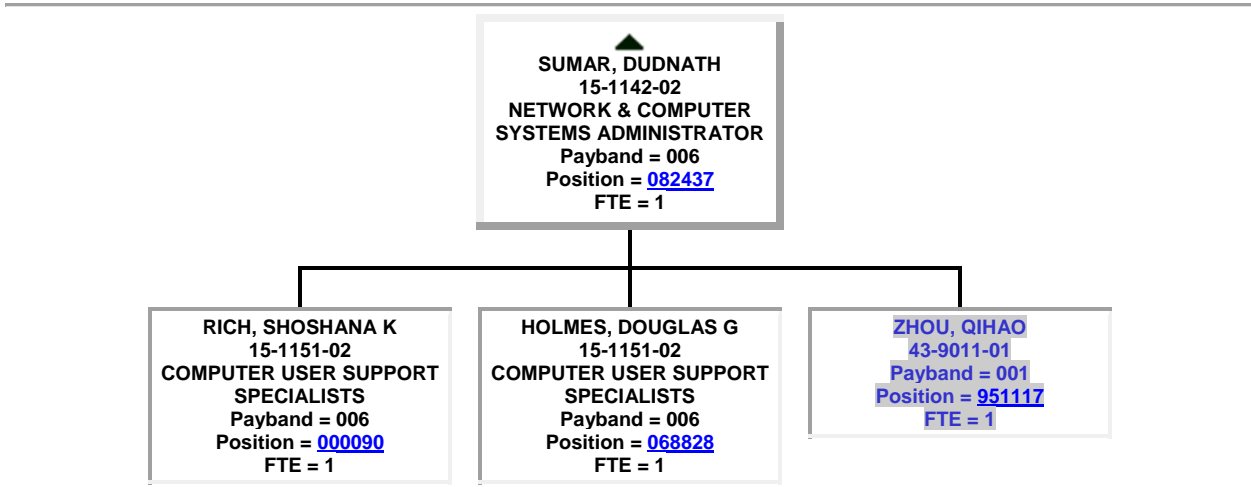 SUMAR, DUDNATH
15-1142-02
NETWORK & COMPUTER
SYSTEMS ADMINISTRATOR
Payband = 006
Position = 082437
FTE = 1
RICH, SHOSHANA K
15-1151-02
COMPUTER USER SUPPORT
SPECIALISTS
Payband = 006
Position = 000090
FTE = 1
HOLMES, DOUGLAS G
15-1151-02
COMPUTER USER SUPPORT
SPECIALISTS
Payband = 006
Position = 068828
FTE = 1
ZHOU, QIHAO
43-9011-01
Payband = 001
Position = 951117
FTE = 1